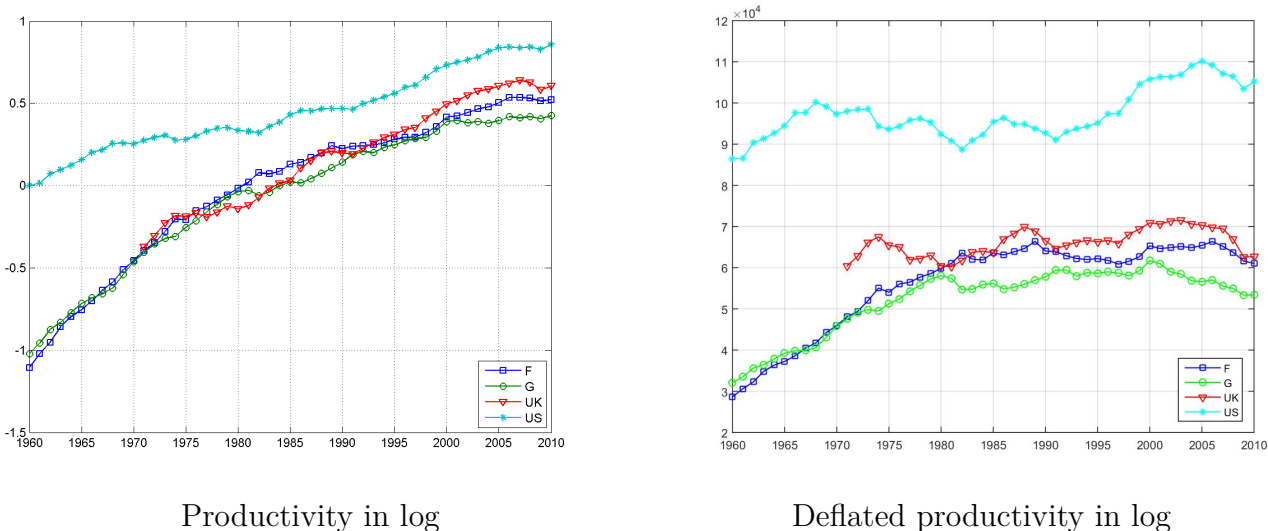 1
0.5
0
-0.5
-1
-1.5
1960 1965 1970 1975 1980 1985 1990 1995 2000 2005 2010
F
G
UK
US
Productivity in log
12 ×10⁴
11
10
9
8
7
6
5
4
3
2
1960 1965 1970 1975 1980 1985 1990 1995 2000 2005 2010
F
G
UK
US
Deflated productivity in log